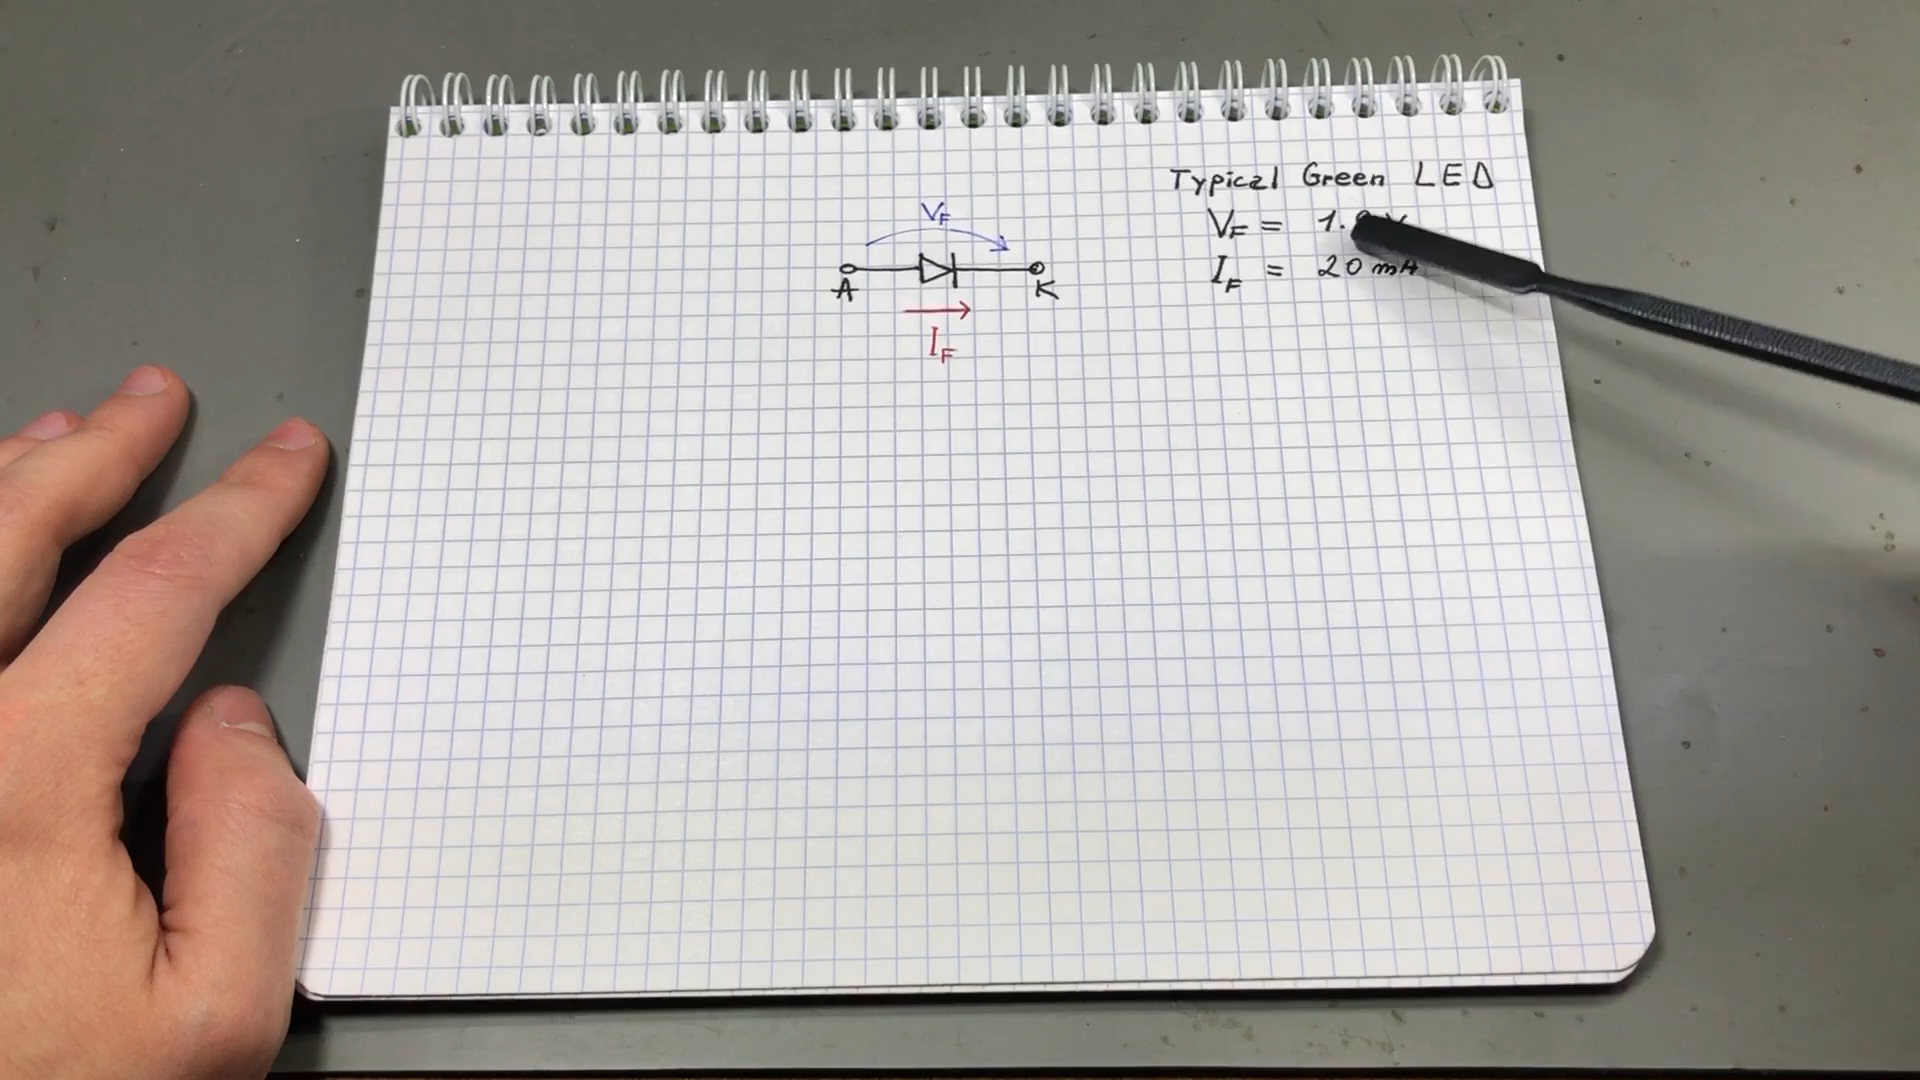 Typical Green LED
VF
VF =
A
K
IF = 20 mA
IF